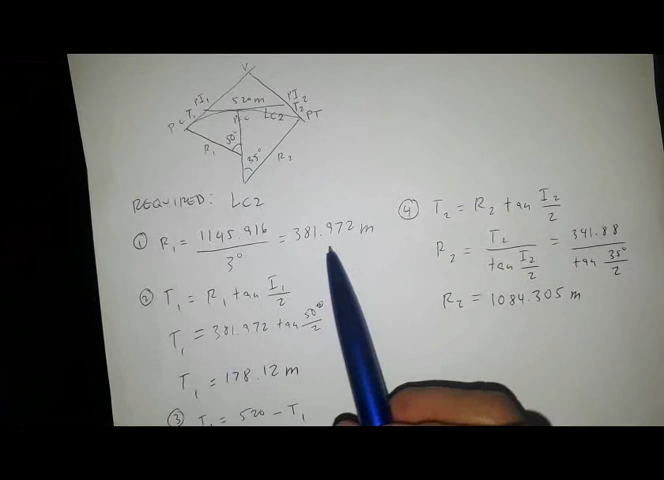 V
PI1
520m
PI2
T1
T2
PC
LC2
PT
50°
R1
35°
R2
REQUIRED: LC2
① R1 = 1145.916 / 3° = 381.972 m
② T1 = R1 tan I1/2
T1 = 381.972 tan 50°/2
T1 = 178.12 m
③ = 520 - T1
④ T2 = R2 tan I2/2
R2 = T2 / tan I2/2 = 341.88 / tan 35°/2
R2 = 1084.305 m